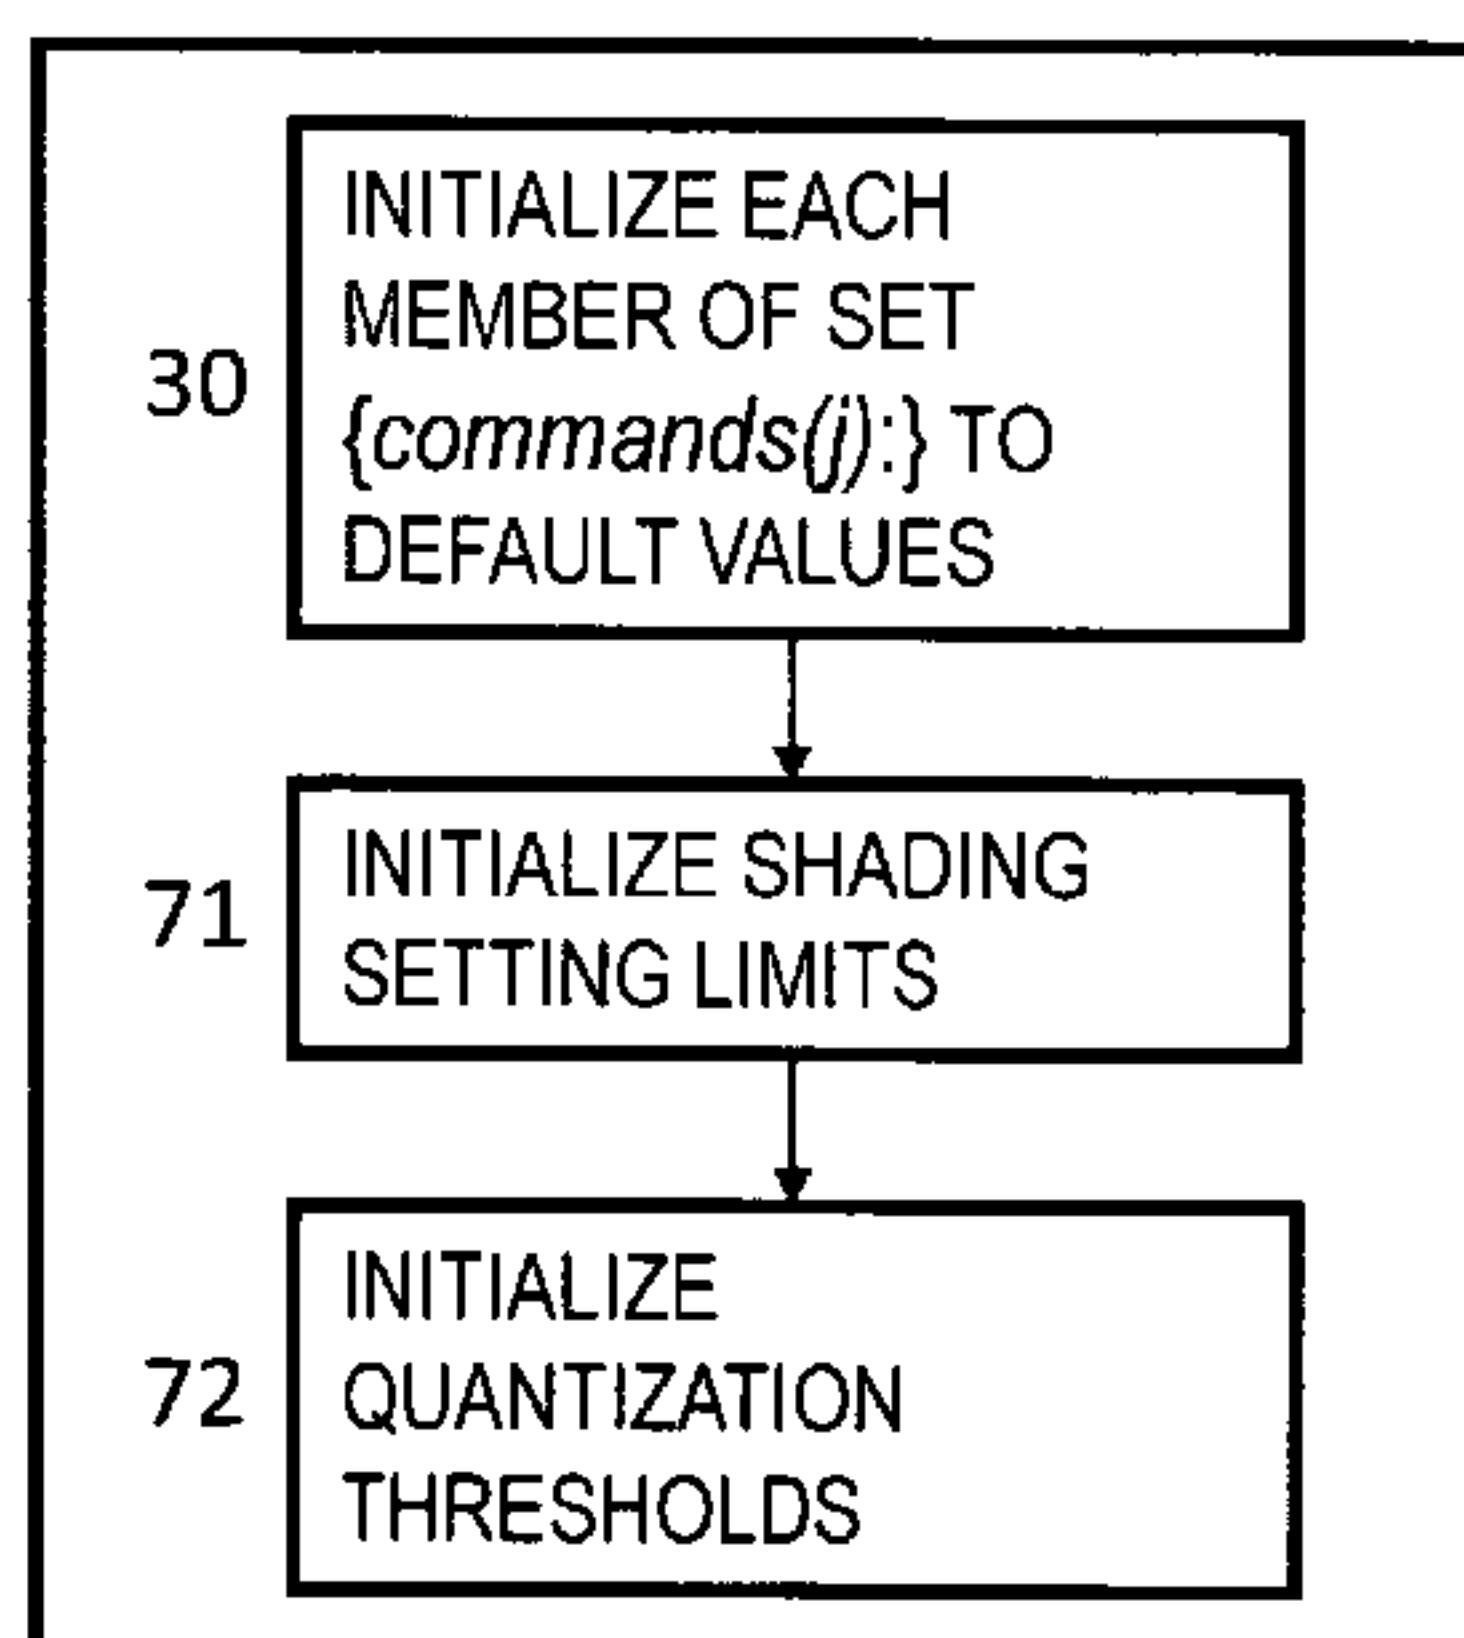 INITIALIZE EACH
MEMBER OF SET
30
{commands(j):} TO
DEFAULT VALUES
71
INITIALIZE SHADING
SETTING LIMITS
72
INITIALIZE
QUANTIZATION
THRESHOLDS